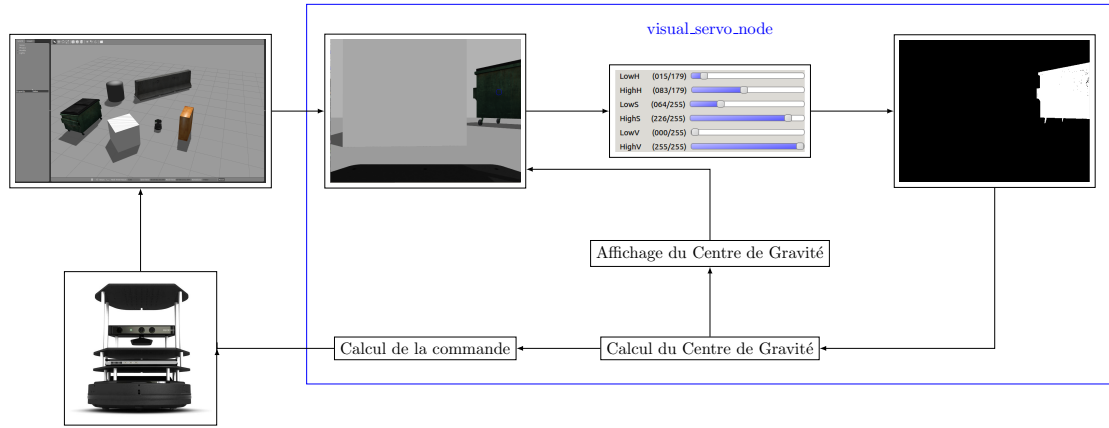 visual_servo_node
LowH (015/179)
HighH (083/179)
LowS (064/255)
HighS (226/255)
LowV (000/255)
HighV (255/255)
Affichage du Centre de Gravité
Calcul de la commande
Calcul du Centre de Gravité